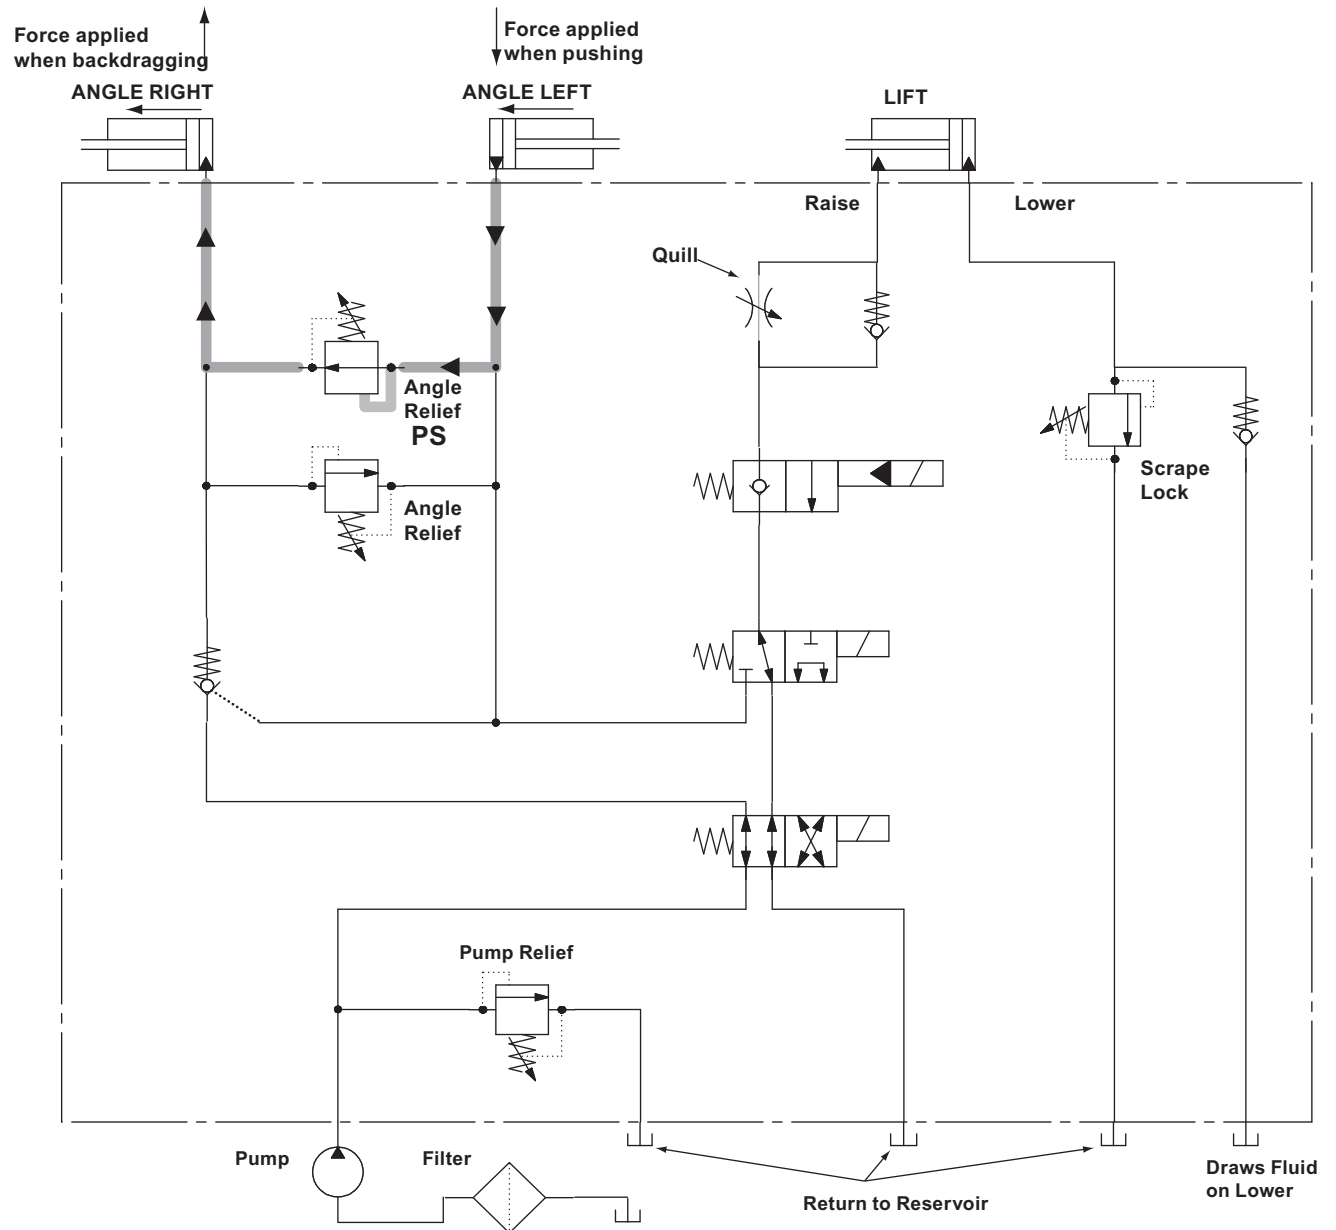 Force applied
when backdragging
Force applied
when pushing
ANGLE RIGHT
ANGLE LEFT
LIFT
Raise
Lower
Quill
Angle
Relief
PS
Angle
Relief
Scrape
Lock
Pump Relief
Pump
Filter
Return to Reservoir
Draws Fluid
on Lower